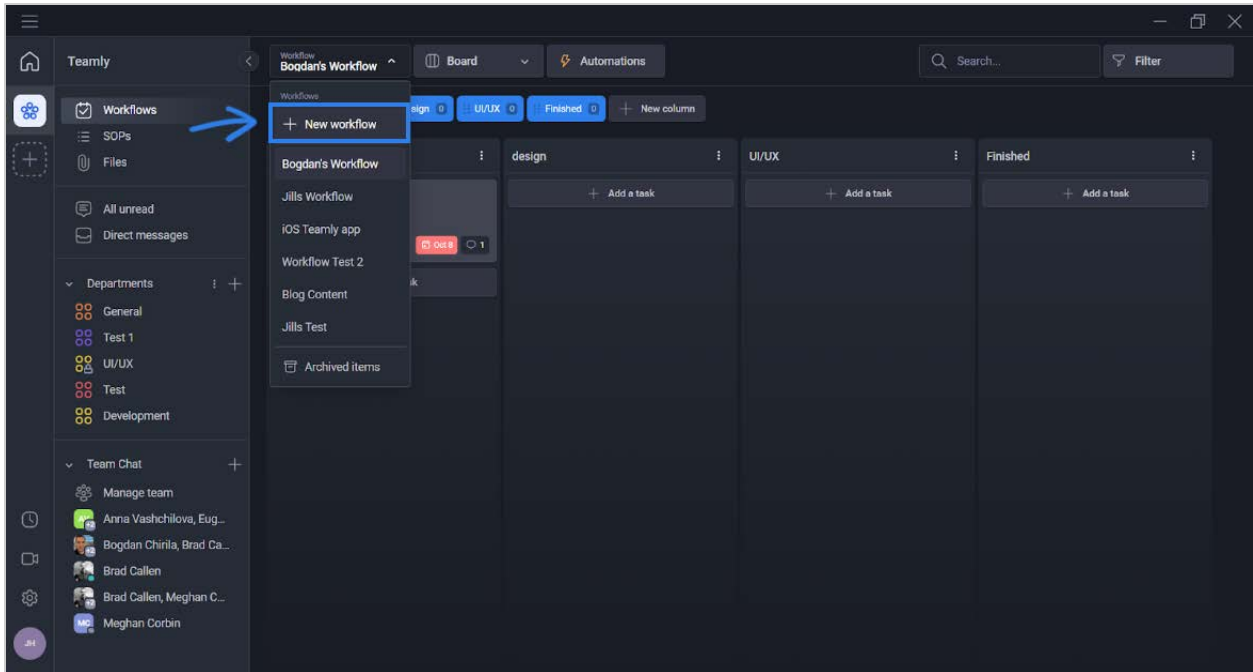 Teamly
Workflow
Bogdan's Workflow
Board
Automations
Search...
Filter
Workflows
SOPs
Files
All unread
Direct messages
Departments
General
Test 1
UI/UX
Test
Development
Team Chat
Manage team
Anna Vashchilova, Eug...
Bogdan Chirila, Brad Ca...
Brad Callen
Brad Callen, Meghan C...
MC
Meghan Corbin
JH
Workflows
+ New workflow
Bogdan's Workflow
Jills Workflow
iOS Teamly app
Workflow Test 2
Blog Content
Jills Test
Archived items
sign 0
UI/UX 0
Finished 0
+ New column
design
UI/UX
Finished
+ Add a task
+ Add a task
+ Add a task
Oct 8
1